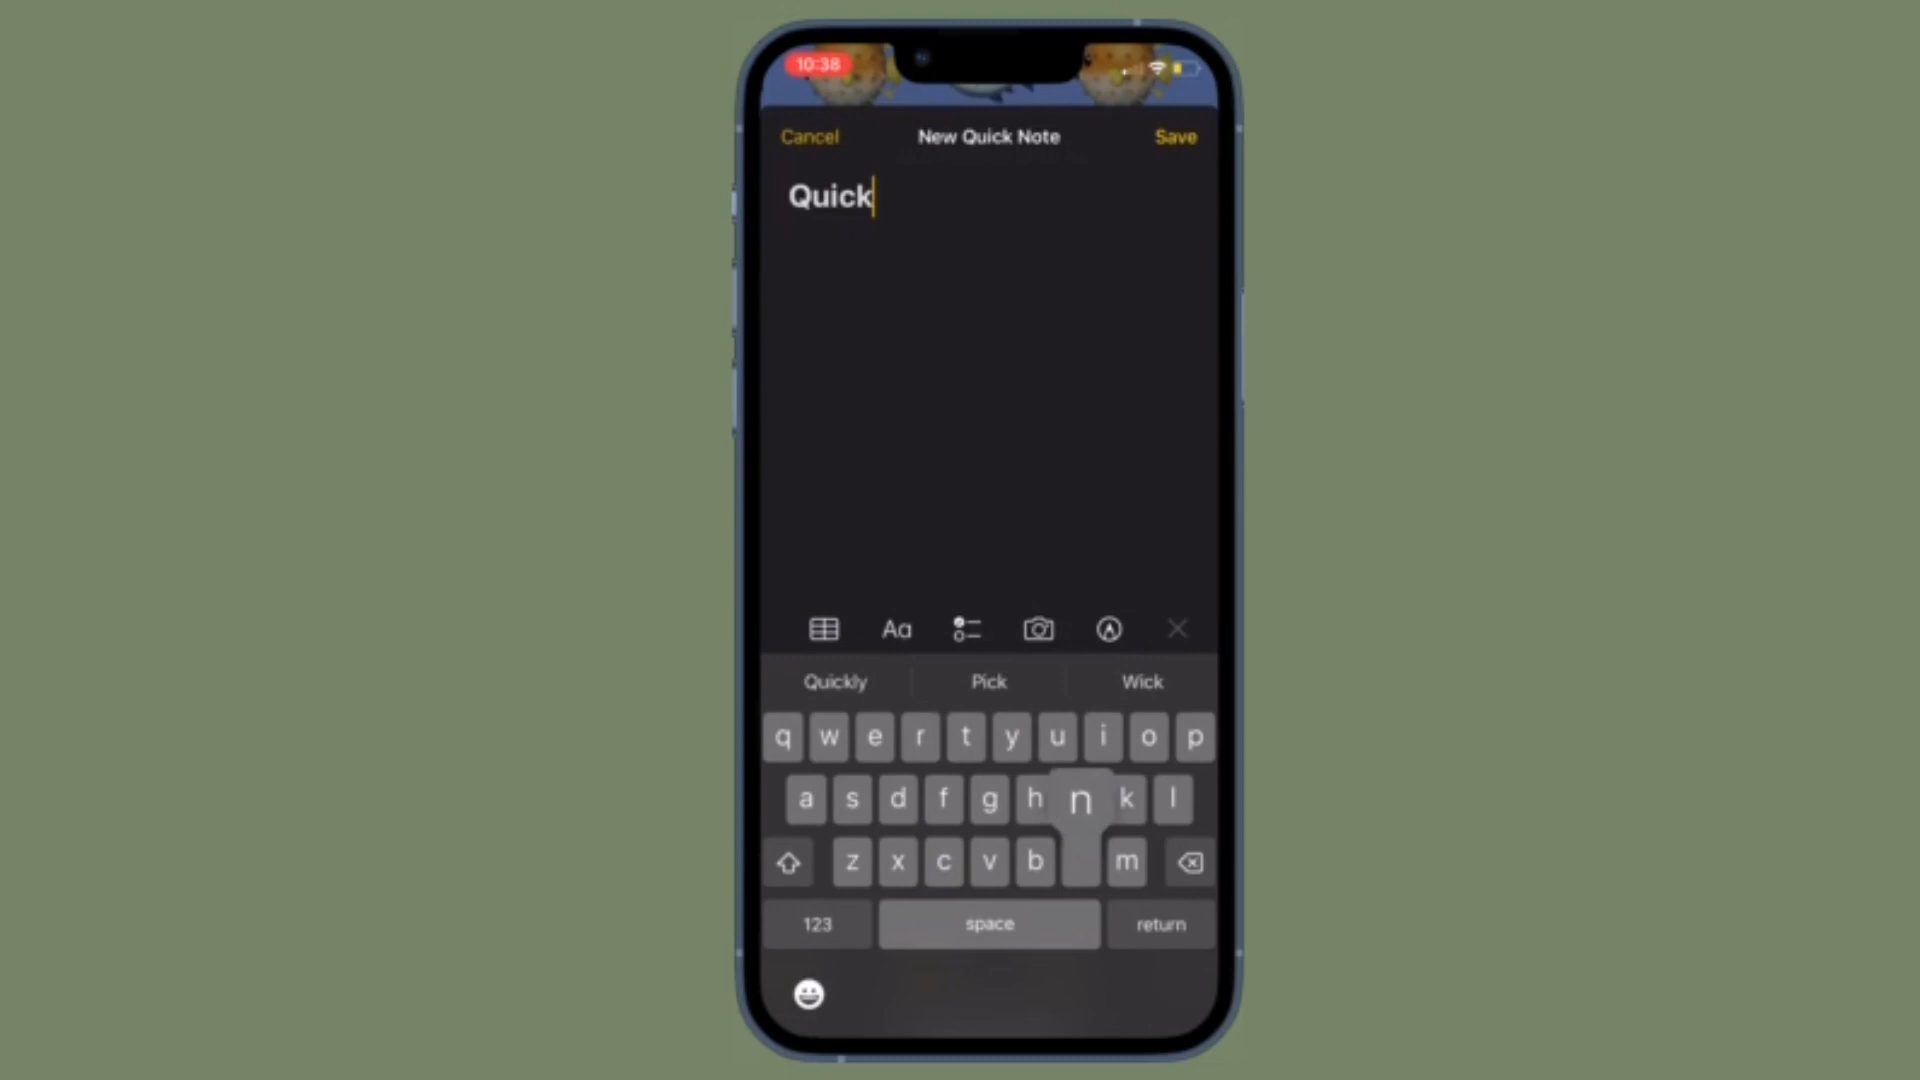 10:38
Cancel New Quick Note Save
Quick
Aa
Quickly Pick Wick
q w e r t y u i o p
a s d f g h n k l
z x c v b m
123 space return